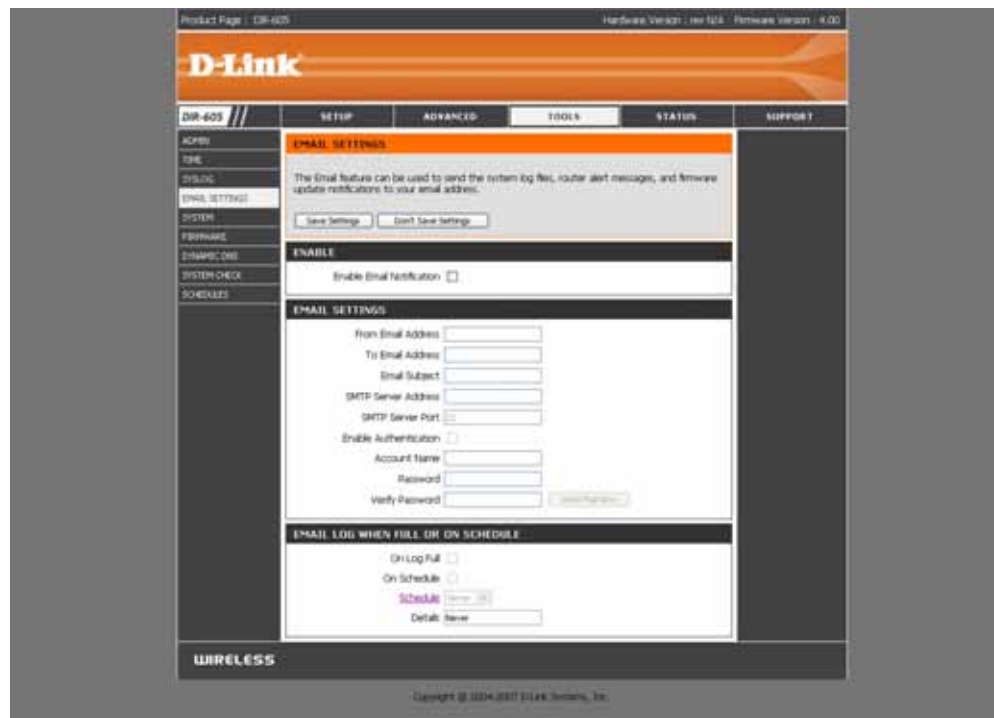 Product Page : DIR-605 Hardware Version : rev N/A Firmware Version : 4.00
D-Link
DIR-605 SETUP ADVANCED TOOLS STATUS SUPPORT
ADMIN
TIME
SYSLOG
EMAIL SETTINGS
SYSTEM
FIRMWARE
DYNAMIC DNS
SYSTEM CHECK
SCHEDULES
EMAIL SETTINGS
The Email feature can be used to send the system log files, router alert messages, and firmware
update notifications to your email address.
Save Settings Don't Save Settings
ENABLE
Enable Email Notification
EMAIL SETTINGS
From Email Address
To Email Address
Email Subject
SMTP Server Address
SMTP Server Port
Enable Authentication
Account Name
Password
Verify Password
EMAIL LOG WHEN FULL OR ON SCHEDULE
On Log Full
On Schedule
Schedule Never
Details Never
WIRELESS
Copyright © 2004-2007 D-Link Systems, Inc.